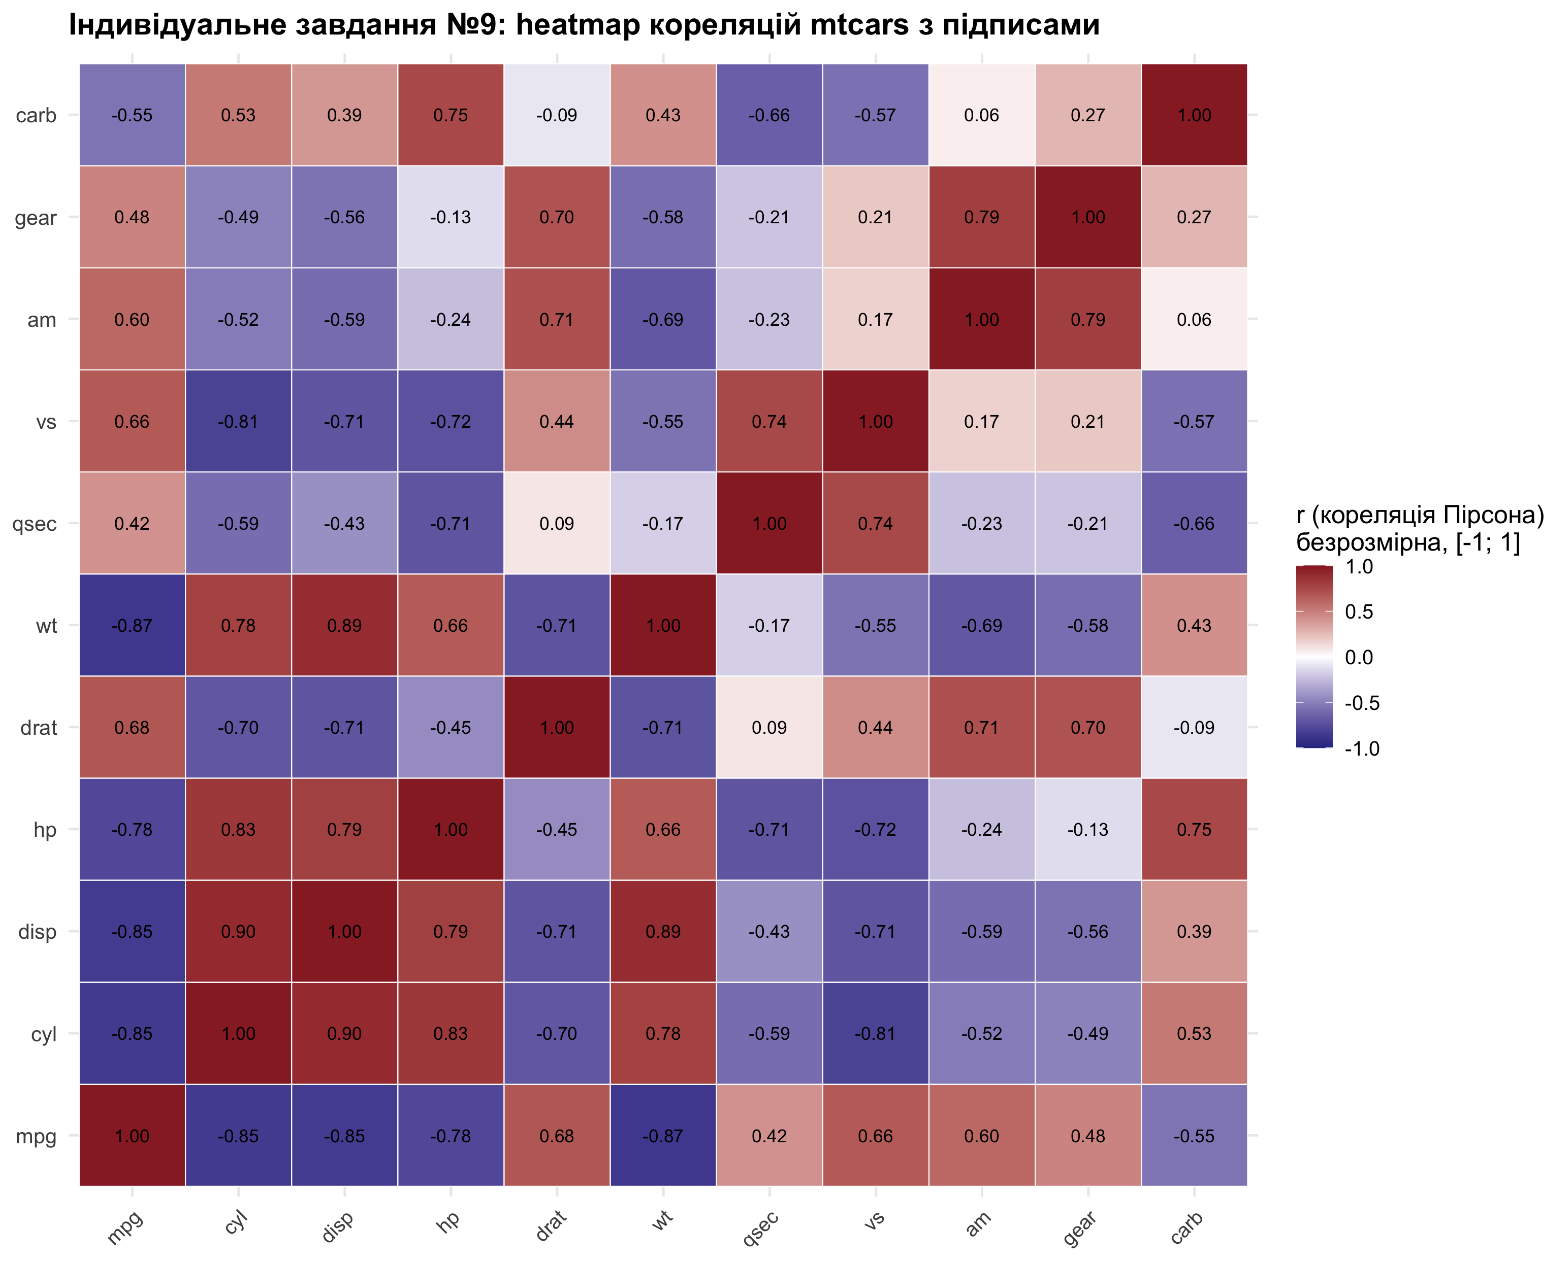 Індивідуальне завдання №9: heatmap кореляцій mtcars з підписами
carb -0.55 0.53 0.39 0.75 -0.09 0.43 -0.66 -0.57 0.06 0.27 1.00
gear 0.48 -0.49 -0.56 -0.13 0.70 -0.58 -0.21 0.21 0.79 1.00 0.27
am 0.60 -0.52 -0.59 -0.24 0.71 -0.69 -0.23 0.17 1.00 0.79 0.06
vs 0.66 -0.81 -0.71 -0.72 0.44 -0.55 0.74 1.00 0.17 0.21 -0.57
qsec 0.42 -0.59 -0.43 -0.71 0.09 -0.17 1.00 0.74 -0.23 -0.21 -0.66
wt -0.87 0.78 0.89 0.66 -0.71 1.00 -0.17 -0.55 -0.69 -0.58 0.43
drat 0.68 -0.70 -0.71 -0.45 1.00 -0.71 0.09 0.44 0.71 0.70 -0.09
hp -0.78 0.83 0.79 1.00 -0.45 0.66 -0.71 -0.72 -0.24 -0.13 0.75
disp -0.85 0.90 1.00 0.79 -0.71 0.89 -0.43 -0.71 -0.59 -0.56 0.39
cyl -0.85 1.00 0.90 0.83 -0.70 0.78 -0.59 -0.81 -0.52 -0.49 0.53
mpg 1.00 -0.85 -0.85 -0.78 0.68 -0.87 0.42 0.66 0.60 0.48 -0.55
mpg cyl disp hp drat wt qsec vs am gear carb
r (кореляція Пірсона)
безрозмірна, [-1; 1]
1.0
0.5
0.0
-0.5
-1.0